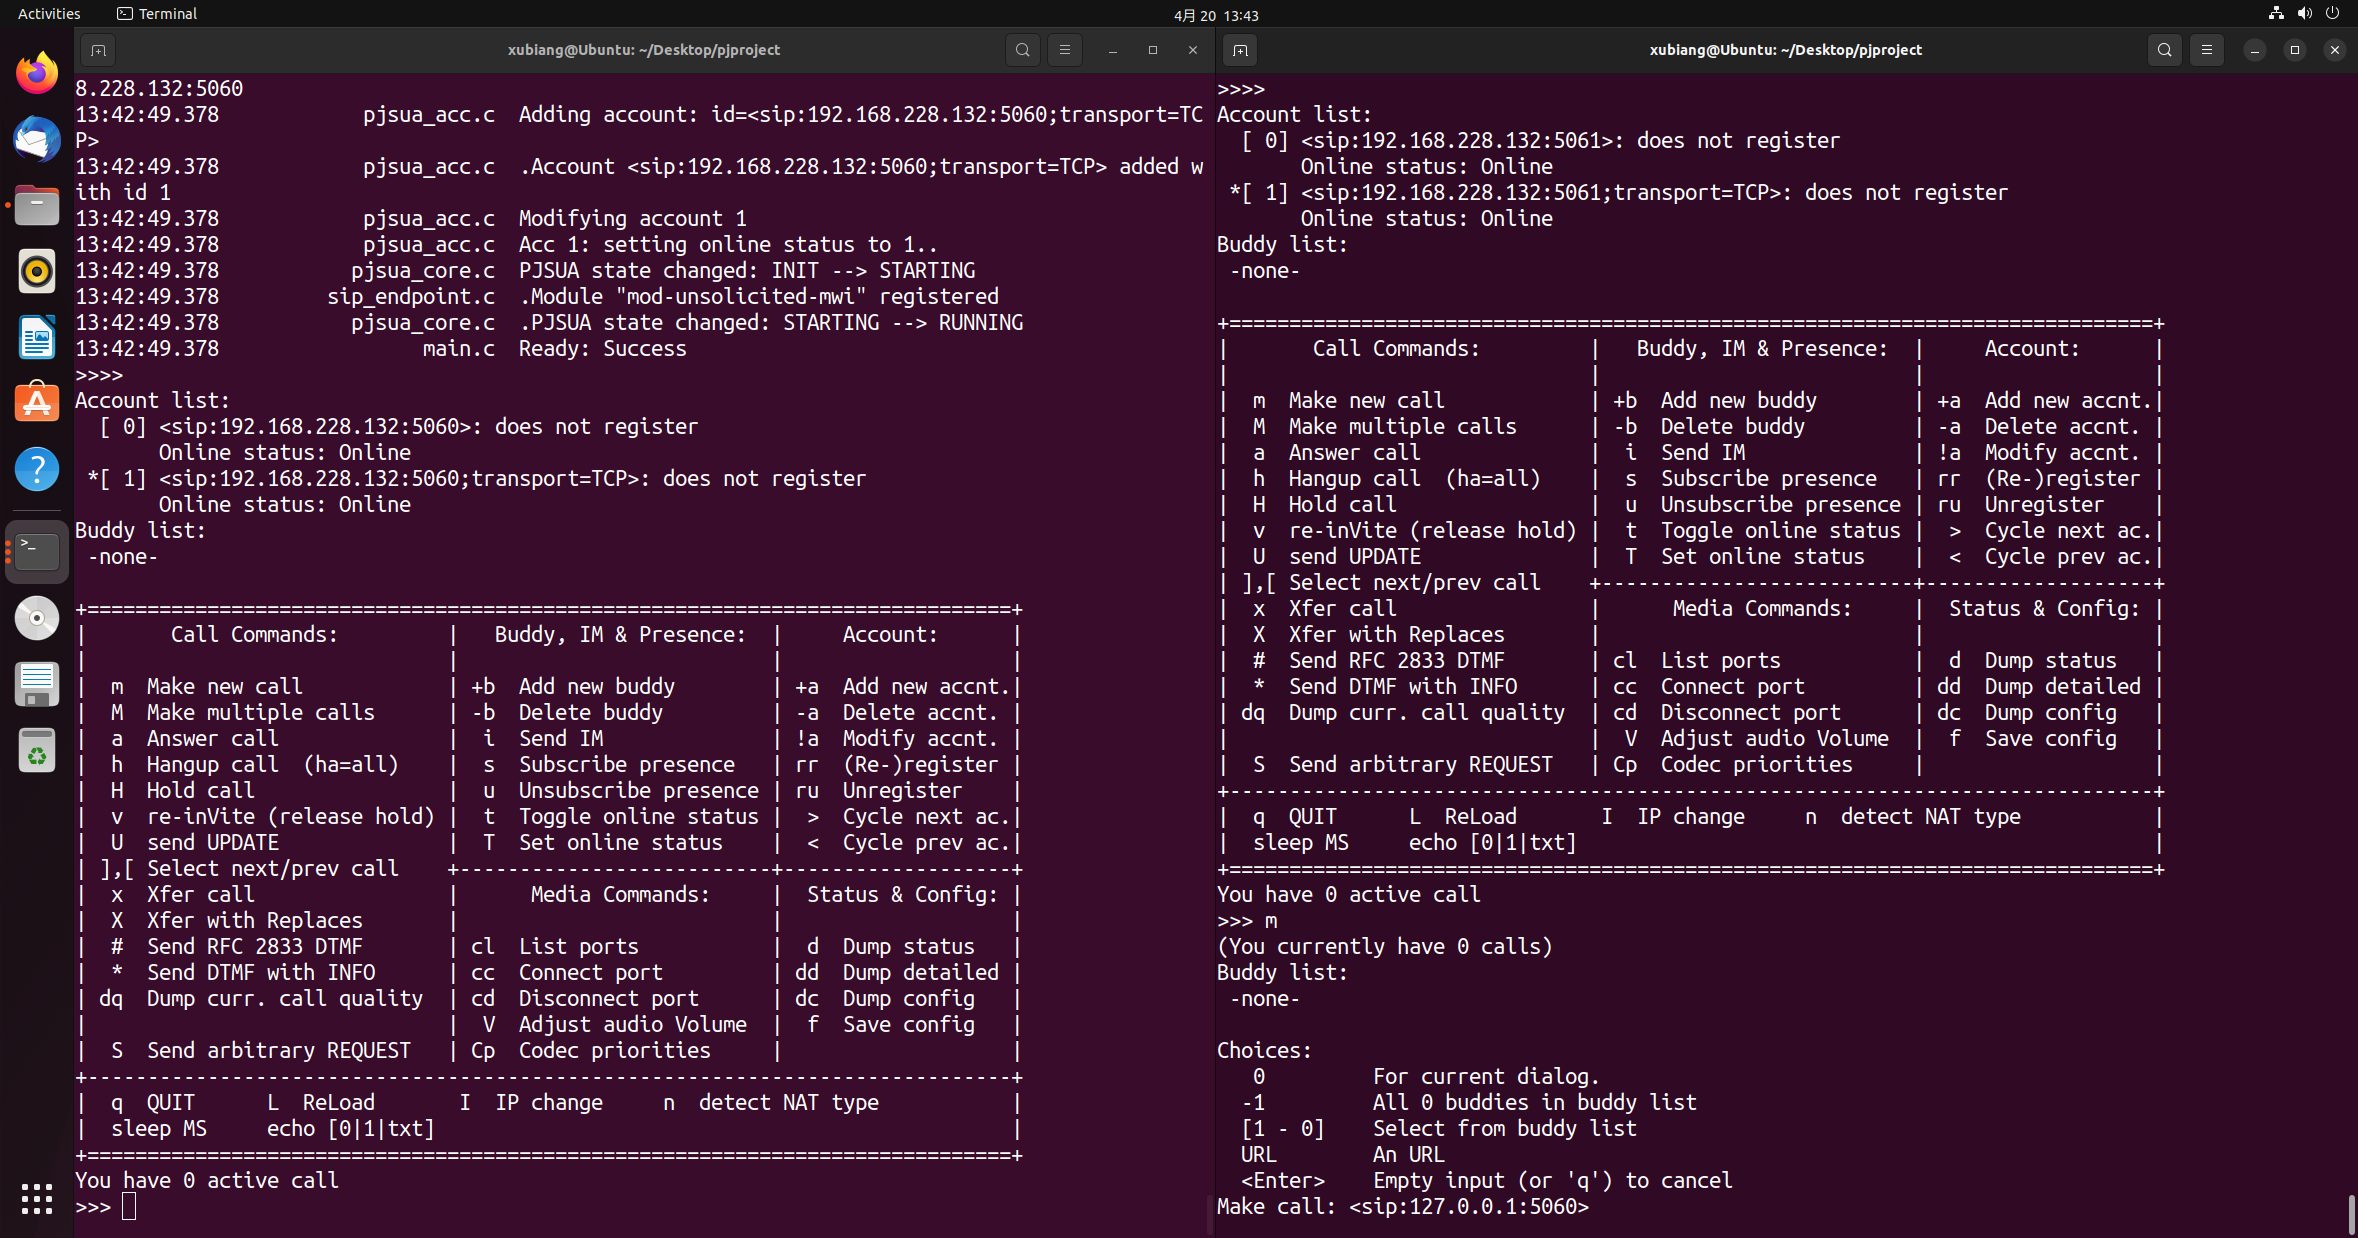 Activities
Terminal
4月 20 13:43
xubiang@Ubuntu: ~/Desktop/pjproject
8.228.132:5060
13:42:49.378            pjsua_acc.c  Adding account: id=<sip:192.168.228.132:5060;transport=TC
P>
13:42:49.378            pjsua_acc.c  .Account <sip:192.168.228.132:5060;transport=TCP> added w
ith id 1
13:42:49.378            pjsua_acc.c  Modifying account 1
13:42:49.378            pjsua_acc.c  Acc 1: setting online status to 1..
13:42:49.378           pjsua_core.c  PJSUA state changed: INIT --> STARTING
13:42:49.378         sip_endpoint.c  .Module "mod-unsolicited-mwi" registered
13:42:49.378           pjsua_core.c  .PJSUA state changed: STARTING --> RUNNING
13:42:49.378                 main.c  Ready: Success
>>>>
Account list:
  [ 0] <sip:192.168.228.132:5060>: does not register
       Online status: Online
 *[ 1] <sip:192.168.228.132:5060;transport=TCP>: does not register
       Online status: Online
Buddy list:
 -none-

+=============================================================================+
|       Call Commands:         |   Buddy, IM & Presence:  |     Account:      |
|                              |                          |                   |
|  m  Make new call            | +b  Add new buddy        | +a  Add new accnt.|
|  M  Make multiple calls      | -b  Delete buddy         | -a  Delete accnt. |
|  a  Answer call              |  i  Send IM              | !a  Modify accnt. |
|  h  Hangup call  (ha=all)    |  s  Subscribe presence   | rr  (Re-)register |
|  H  Hold call                |  u  Unsubscribe presence | ru  Unregister    |
|  v  re-inVite (release hold) |  t  Toggle online status |  >  Cycle next ac.|
|  U  send UPDATE              |  T  Set online status    |  <  Cycle prev ac.|
| ],[ Select next/prev call    +--------------------------+-------------------+
|  x  Xfer call                |      Media Commands:     |  Status & Config: |
|  X  Xfer with Replaces       |                          |                   |
|  #  Send RFC 2833 DTMF       | cl  List ports           |  d  Dump status   |
|  *  Send DTMF with INFO      | cc  Connect port         | dd  Dump detailed |
| dq  Dump curr. call quality  | cd  Disconnect port      | dc  Dump config   |
|                              |  V  Adjust audio Volume  |  f  Save config   |
|  S  Send arbitrary REQUEST   | Cp  Codec priorities     |                   |
+-----------------------------------------------------------------------------+
|  q  QUIT      L  ReLoad       I  IP change     n  detect NAT type           |
|  sleep MS     echo [0|1|txt]                                                |
+=============================================================================+
You have 0 active call
>>>
xubiang@Ubuntu: ~/Desktop/pjproject
>>>>
Account list:
  [ 0] <sip:192.168.228.132:5061>: does not register
       Online status: Online
 *[ 1] <sip:192.168.228.132:5061;transport=TCP>: does not register
       Online status: Online
Buddy list:
 -none-

+=============================================================================+
|       Call Commands:         |   Buddy, IM & Presence:  |     Account:      |
|                              |                          |                   |
|  m  Make new call            | +b  Add new buddy        | +a  Add new accnt.|
|  M  Make multiple calls      | -b  Delete buddy         | -a  Delete accnt. |
|  a  Answer call              |  i  Send IM              | !a  Modify accnt. |
|  h  Hangup call  (ha=all)    |  s  Subscribe presence   | rr  (Re-)register |
|  H  Hold call                |  u  Unsubscribe presence | ru  Unregister    |
|  v  re-inVite (release hold) |  t  Toggle online status |  >  Cycle next ac.|
|  U  send UPDATE              |  T  Set online status    |  <  Cycle prev ac.|
| ],[ Select next/prev call    +--------------------------+-------------------+
|  x  Xfer call                |      Media Commands:     |  Status & Config: |
|  X  Xfer with Replaces       |                          |                   |
|  #  Send RFC 2833 DTMF       | cl  List ports           |  d  Dump status   |
|  *  Send DTMF with INFO      | cc  Connect port         | dd  Dump detailed |
| dq  Dump curr. call quality  | cd  Disconnect port      | dc  Dump config   |
|                              |  V  Adjust audio Volume  |  f  Save config   |
|  S  Send arbitrary REQUEST   | Cp  Codec priorities     |                   |
+-----------------------------------------------------------------------------+
|  q  QUIT      L  ReLoad       I  IP change     n  detect NAT type           |
|  sleep MS     echo [0|1|txt]                                                |
+=============================================================================+
You have 0 active call
>>> m
(You currently have 0 calls)
Buddy list:
 -none-

Choices:
   0         For current dialog.
  -1         All 0 buddies in buddy list
  [1 - 0]    Select from buddy list
  URL        An URL
  <Enter>    Empty input (or 'q') to cancel
Make call: <sip:127.0.0.1:5060>